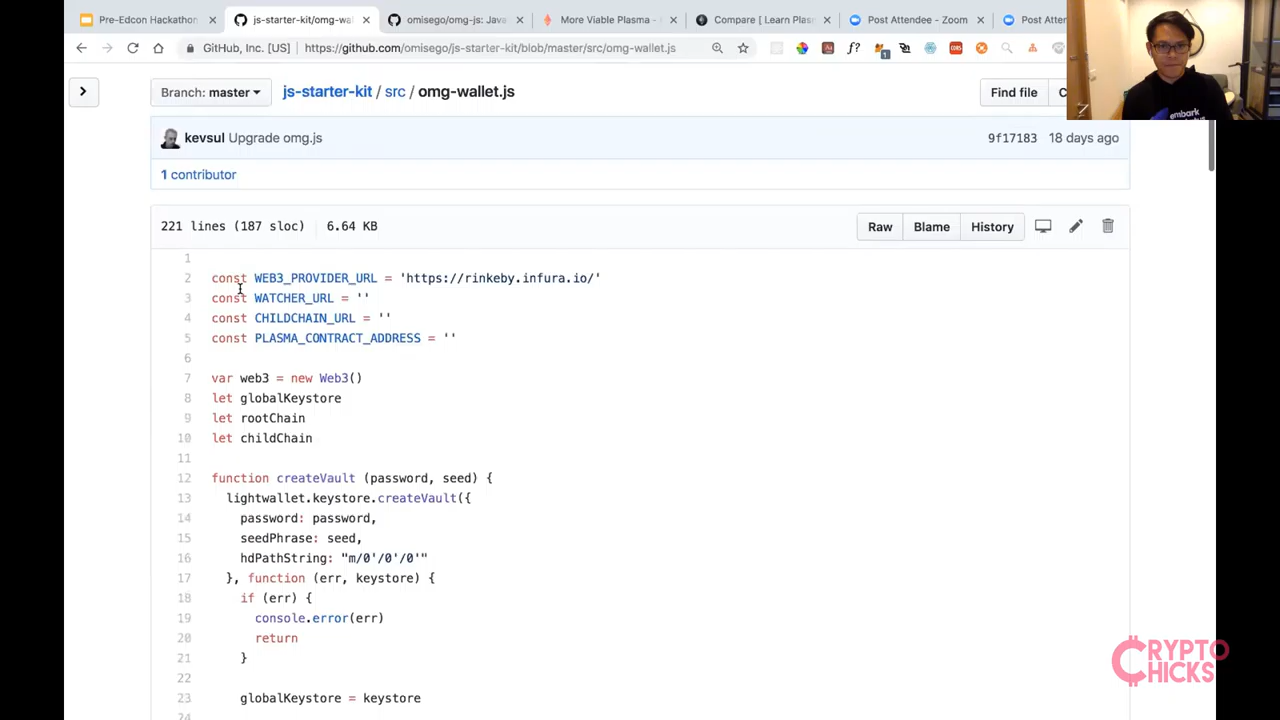 Pre-Edcon Hackathon
js-starter-kit/omg-wal
omisego/omg-js: Java
More Viable Plasma -
Compare [ Learn Plas
Post Attendee - Zoom
Post Atten
GitHub, Inc. [US]
https://github.com/omisego/js-starter-kit/blob/master/src/omg-wallet.js
f?
CRX
1
Branch: master
js-starter-kit / src / omg-wallet.js
Find file
kevsul Upgrade omg.js
9f17183 18 days ago
1 contributor
221 lines (187 sloc) 6.64 KB
Raw Blame History
1
2 const WEB3_PROVIDER_URL = 'https://rinkeby.infura.io/'
3 const WATCHER_URL = ''
4 const CHILDCHAIN_URL = ''
5 const PLASMA_CONTRACT_ADDRESS = ''
6
7 var web3 = new Web3()
8 let globalKeystore
9 let rootChain
10 let childChain
11
12 function createVault (password, seed) {
13 lightwallet.keystore.createVault({
14 password: password,
15 seedPhrase: seed,
16 hdPathString: "m/0'/0'/0'"
17 }, function (err, keystore) {
18 if (err) {
19 console.error(err)
20 return
21 }
22
23 globalKeystore = keystore
24
embark
CRYPTO
CHICKS